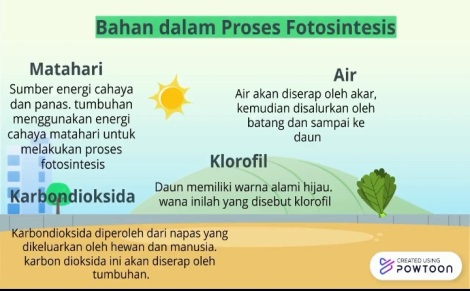 Bahan dalam Proses Fotosintesis
Matahari
Sumber energi cahaya
dan panas. tumbuhan
menggunakan energi
cahaya matahari untuk
melakukan proses
fotosintesis
Air
Air akan diserap oleh akar,
kemudian disalurkan oleh
batang dan sampai ke
daun
Klorofil
Daun memiliki warna alami hijau.
wana inilah yang disebut klorofil
Karbondioksida
Karbondioksida diperoleh dari napas yang
dikeluarkan oleh hewan dan manusia.
karbon dioksida ini akan diserap oleh
tumbuhan.
CREATED USING
POWTOON